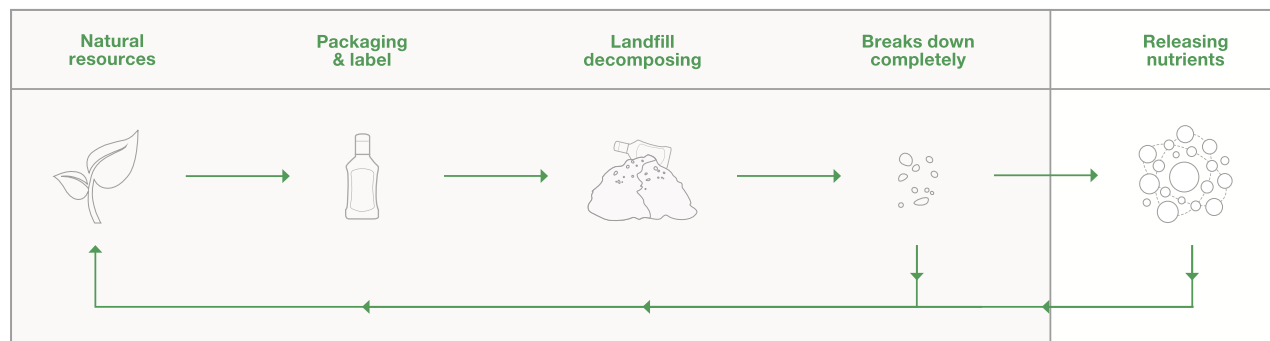 Natural
resources
Packaging
& label
Landfill
decomposing
Breaks down
completely
Releasing
nutrients